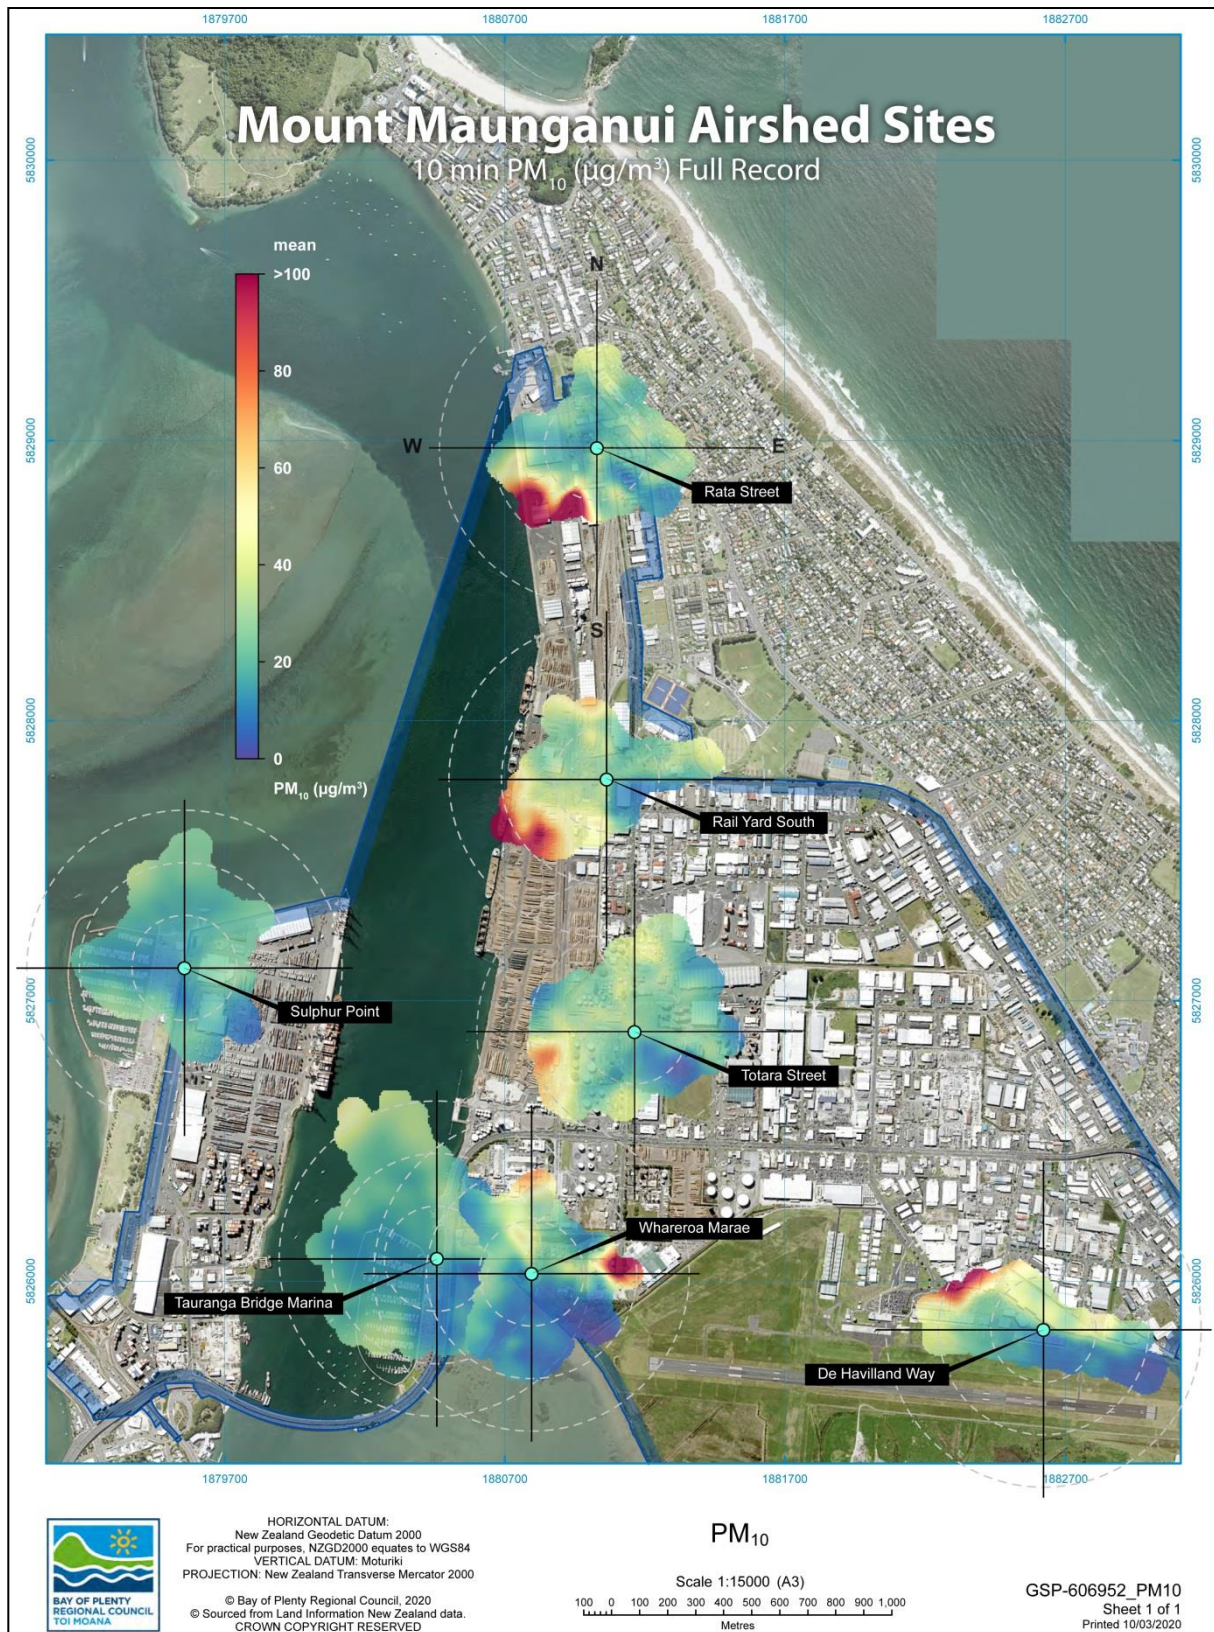 1879700 1880700 1881700 1882700
Mount Maunganui Airshed Sites
10 min PM₁₀ (µg/m³) Full Record
5830000
5830000
mean
>100
80
60
40
20
0
PM₁₀ (µg/m³)
N
W
E
S
5829000
5829000
Rata Street
5828000
5828000
Rail Yard South
5827000
5827000
Sulphur Point
Totara Street
Whareroa Marae
5826000
5826000
Tauranga Bridge Marina
De Havilland Way
1879700 1880700 1881700 1882700
BAY OF PLENTY
REGIONAL COUNCIL
TOI MOANA
HORIZONTAL DATUM:
New Zealand Geodetic Datum 2000
For practical purposes, NZGD2000 equates to WGS84
VERTICAL DATUM: Moturiki
PROJECTION: New Zealand Transverse Mercator 2000
© Bay of Plenty Regional Council, 2020
© Sourced from Land Information New Zealand data.
CROWN COPYRIGHT RESERVED
PM₁₀
Scale 1:15000 (A3)
100 0 100 200 300 400 500 600 700 800 900 1,000
Metres
GSP-606952_PM10
Sheet 1 of 1
Printed 10/03/2020